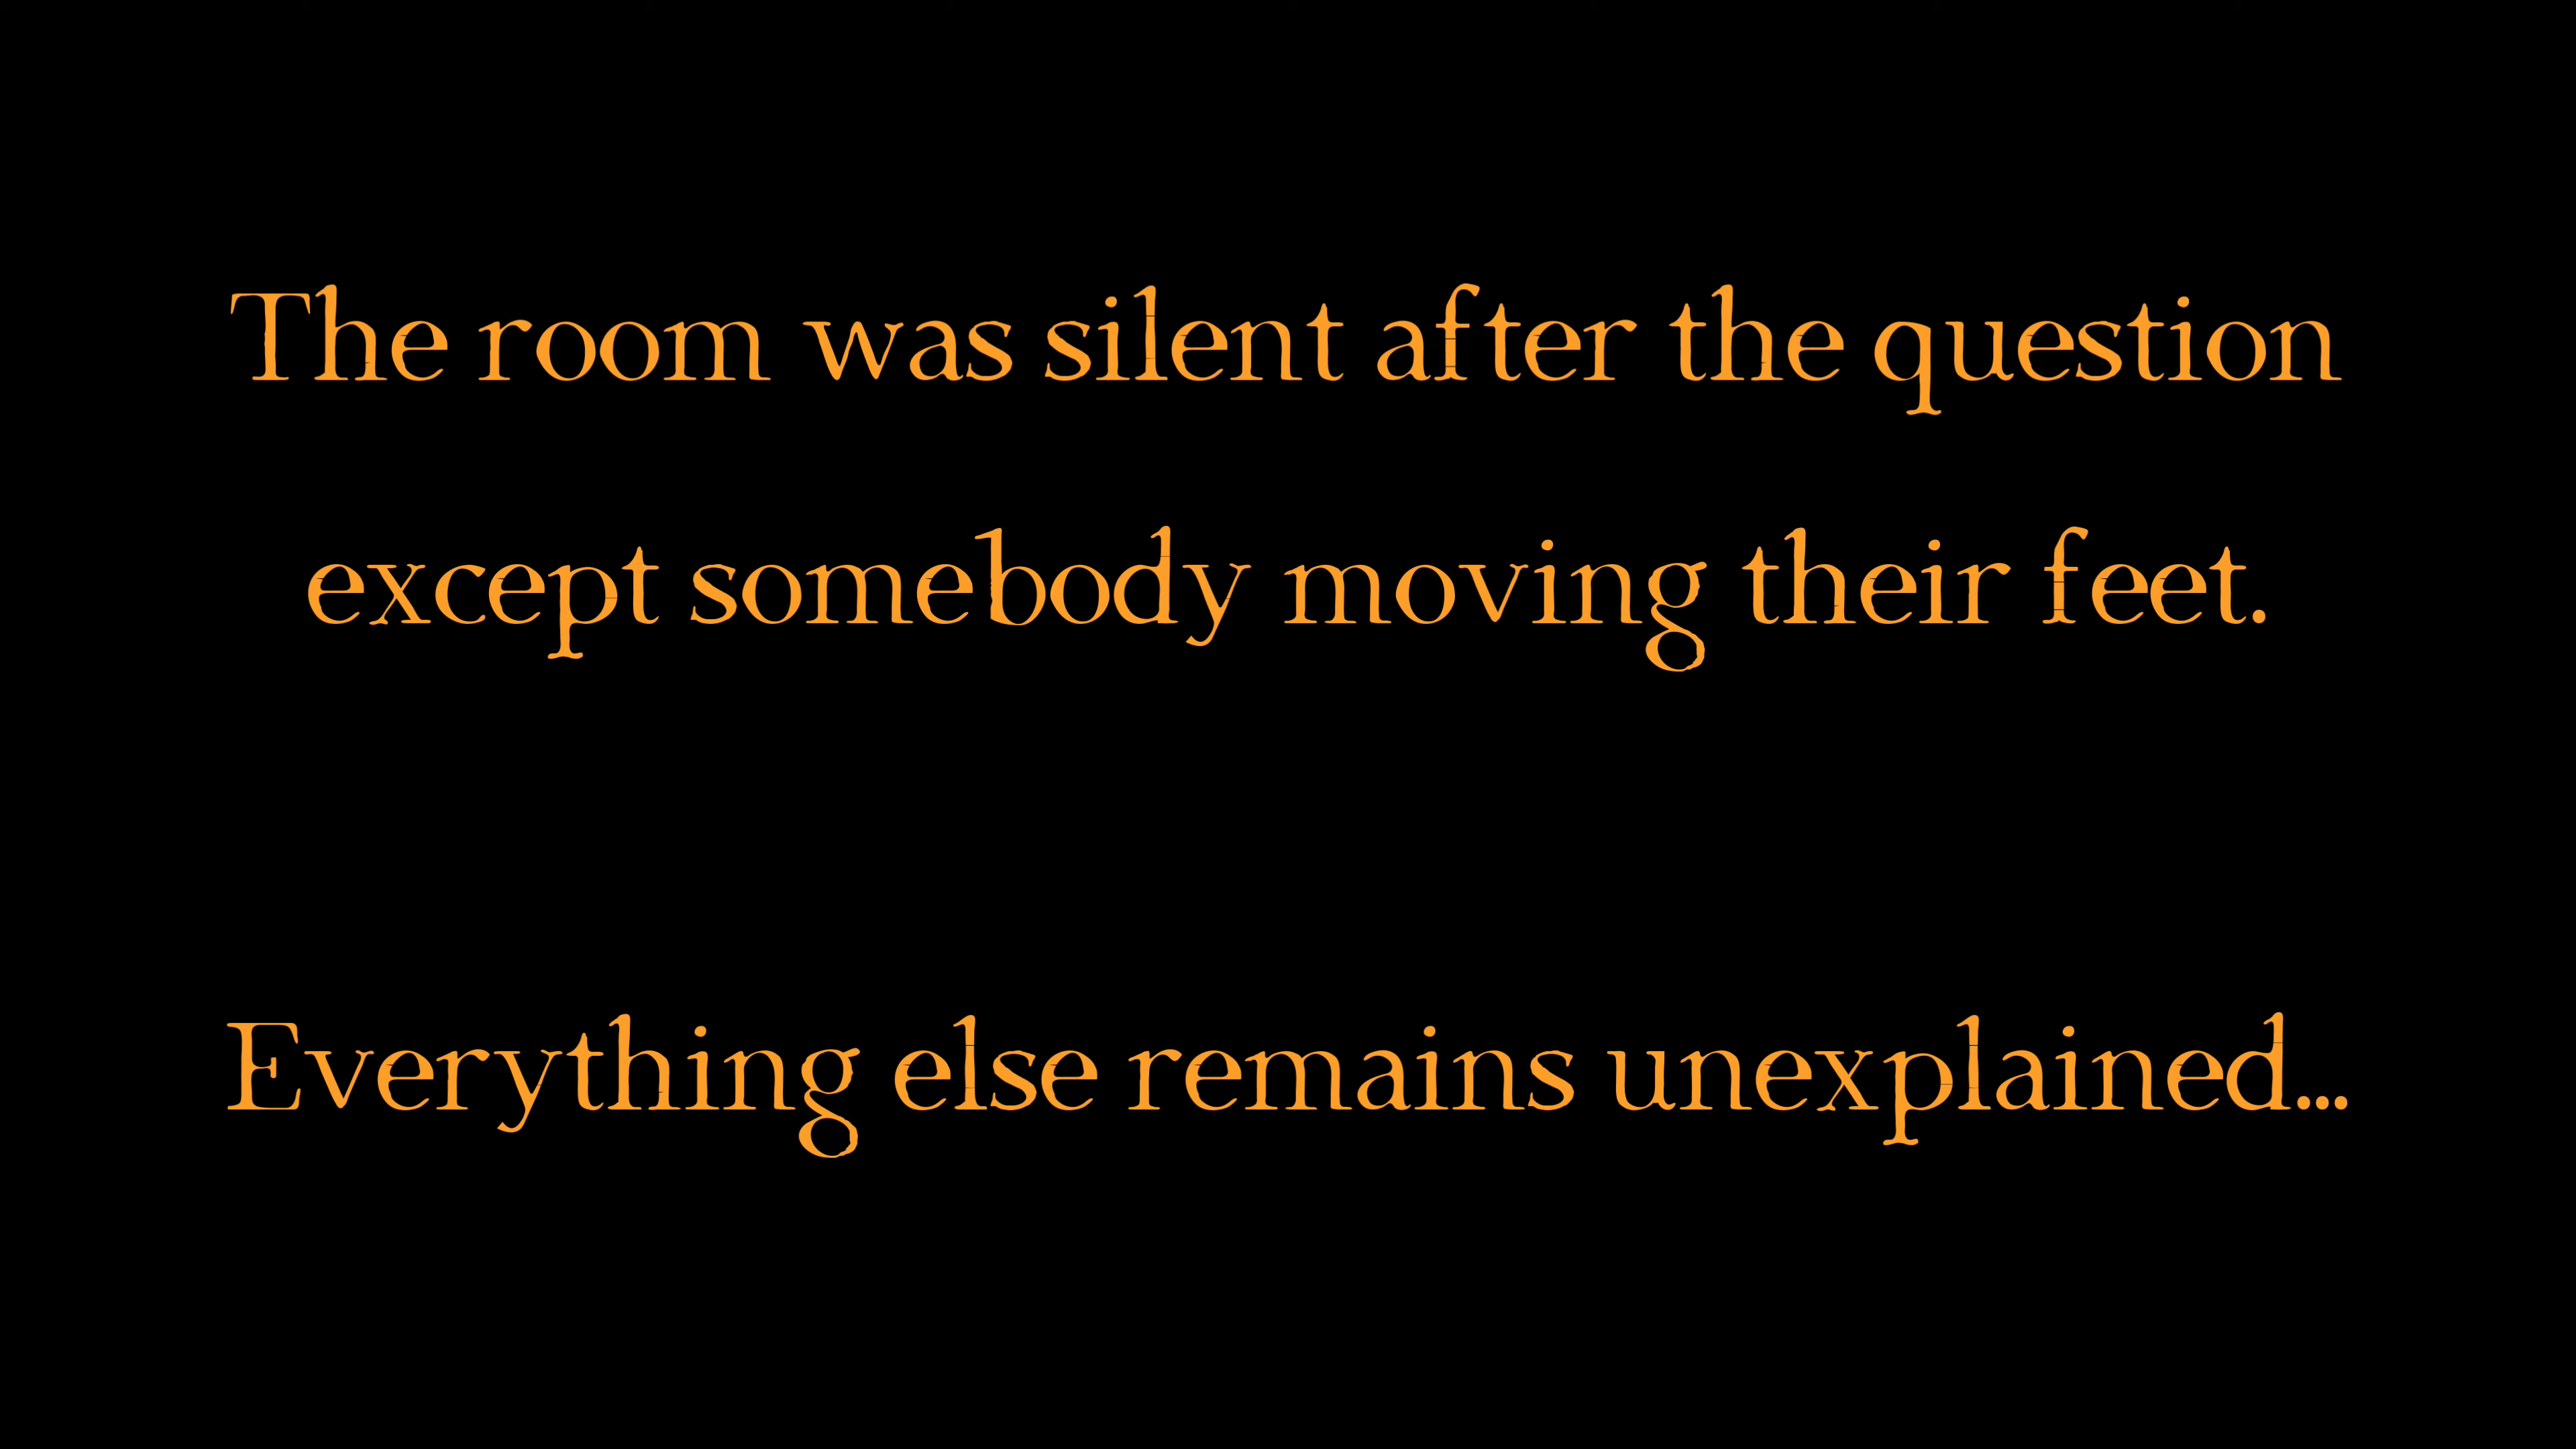 The room was silent after the question
except somebody moving their feet.
Everything else remains unexplained...